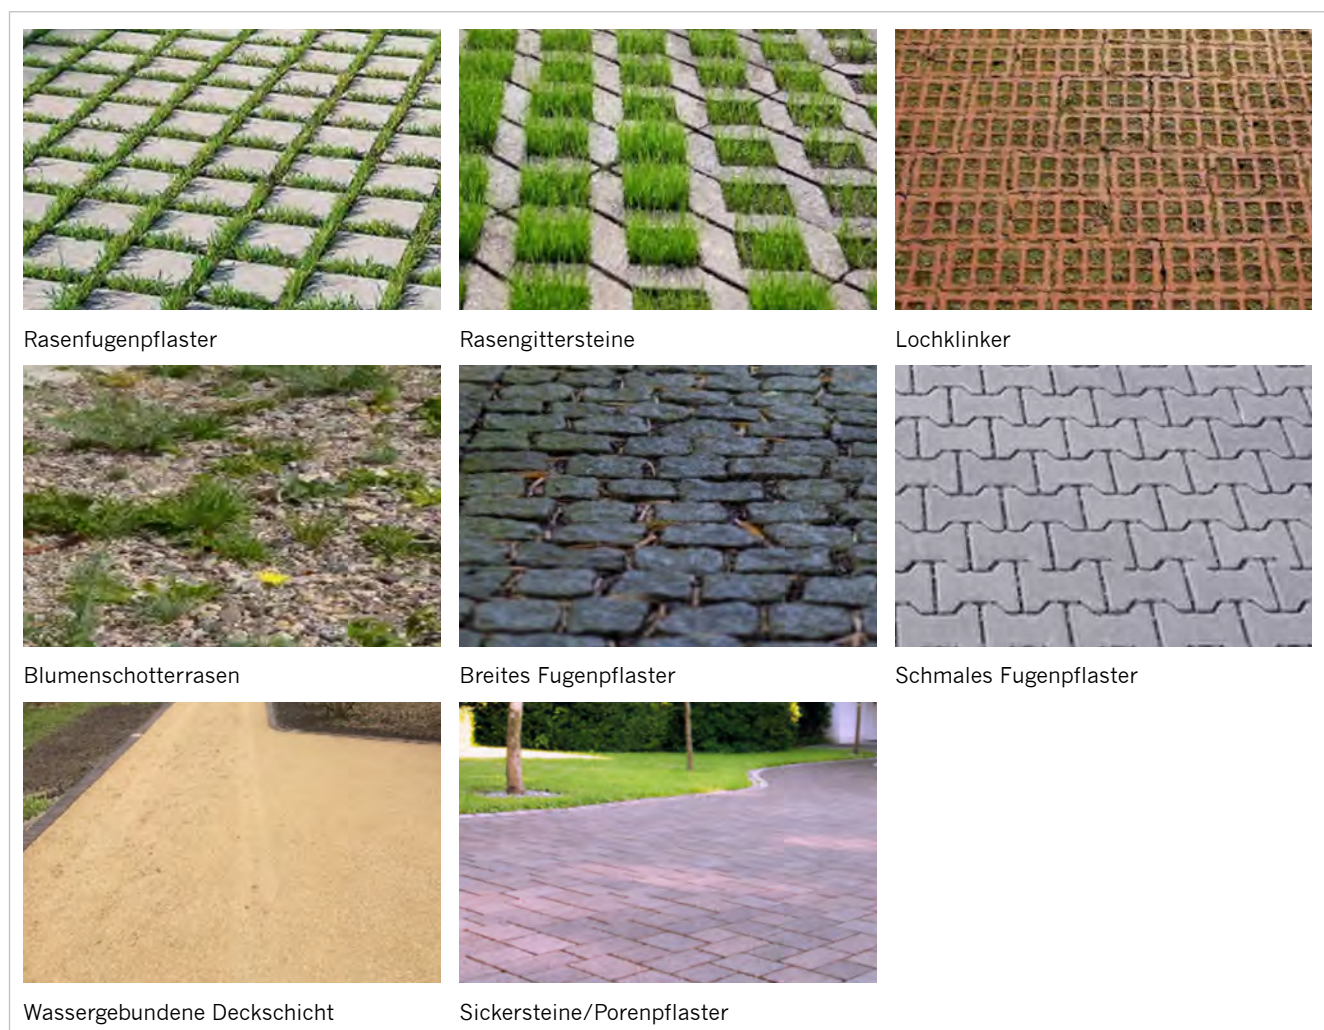 Rasenfugenpflaster
Rasengittersteine
Lochklinker
Blumenschotterrasen
Breites Fugenpflaster
Schmales Fugenpflaster
Wassergebundene Deckschicht
Sickersteine/Porenpflaster